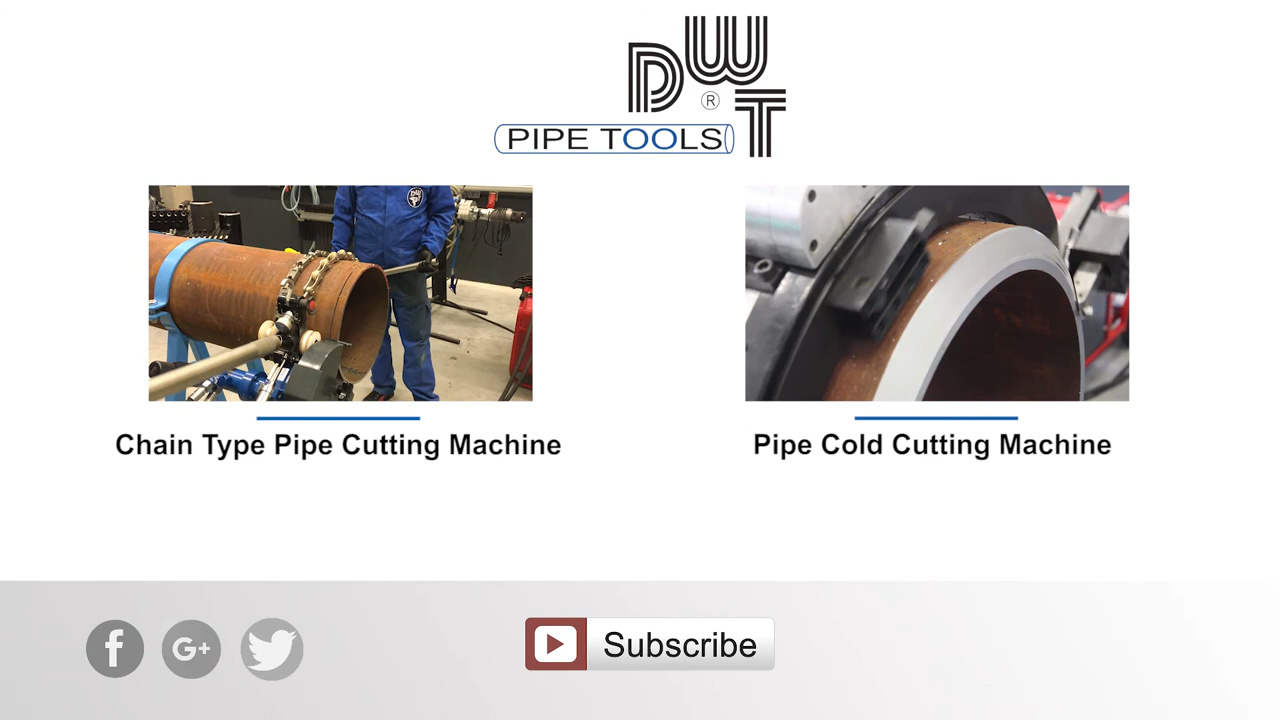 DWT
®
PIPE TOOLS
Chain Type Pipe Cutting Machine
Pipe Cold Cutting Machine
f
G+
Subscribe